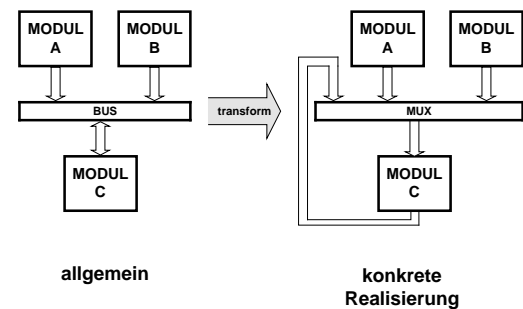 MODUL
A
MODUL
B
BUS
MODUL
C
allgemein
transform
MODUL
A
MODUL
B
MUX
MODUL
C
konkrete
Realisierung